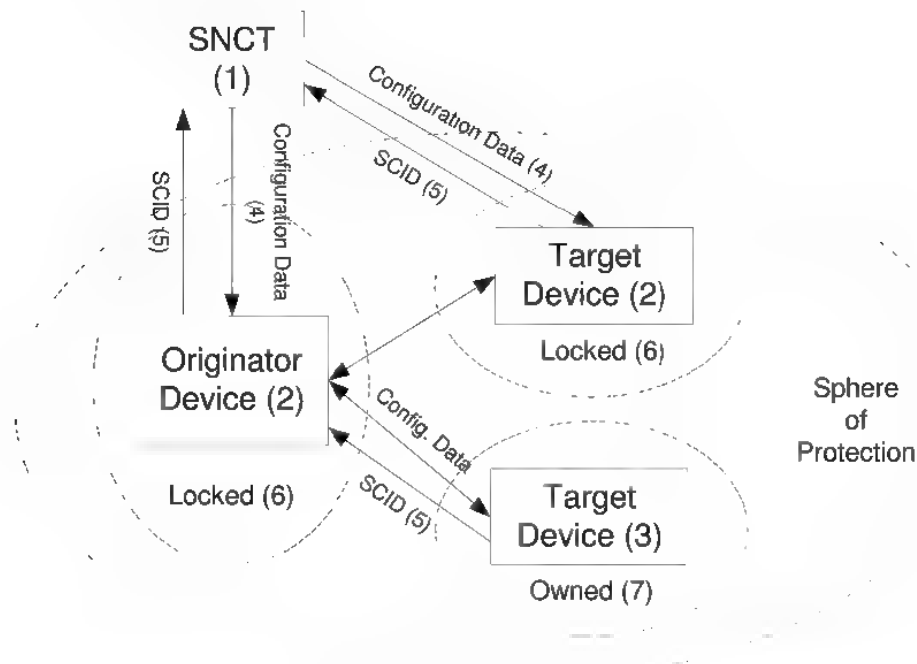 SNCT
(1)
Configuration Data (4)
SCID (5)
Configuration Data
(4)
SCID (5)
Target
Device (2)
Locked (6)
Originator
Device (2)
Locked (6)
Config. Data
SCID (5)
Target
Device (3)
Owned (7)
Sphere
of
Protection